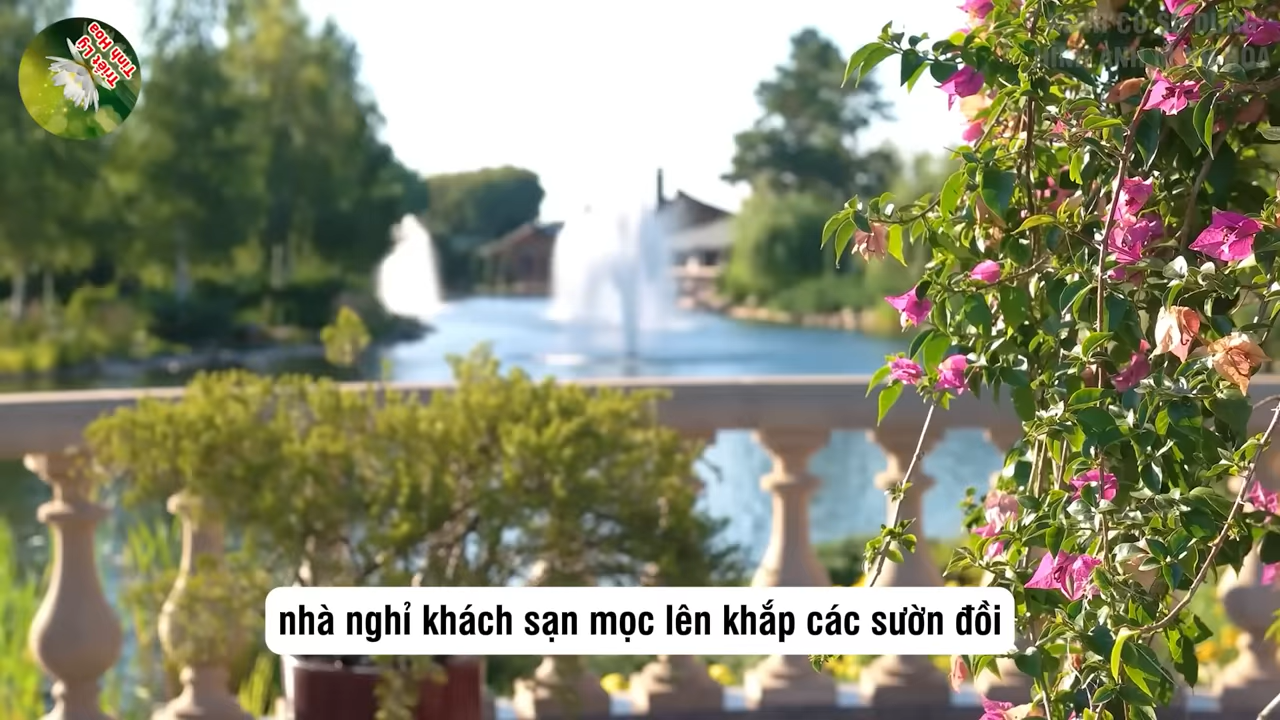 Triết Lý
Tinh Hoa
nhà nghỉ khách sạn mọc lên khắp các sườn đồi